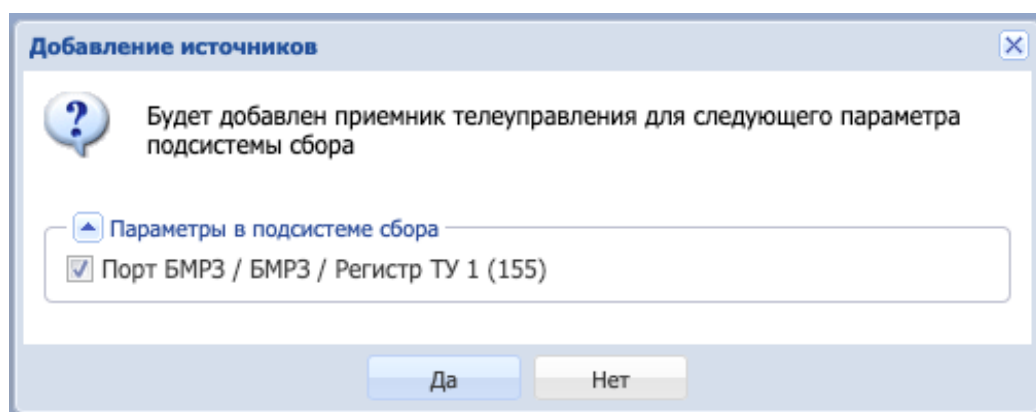 Добавление источников
Будет добавлен приемник телеуправления для следующего параметра
подсистемы сбора
Параметры в подсистеме сбора
Порт БМРЗ / БМРЗ / Регистр ТУ 1 (155)
Да Нет